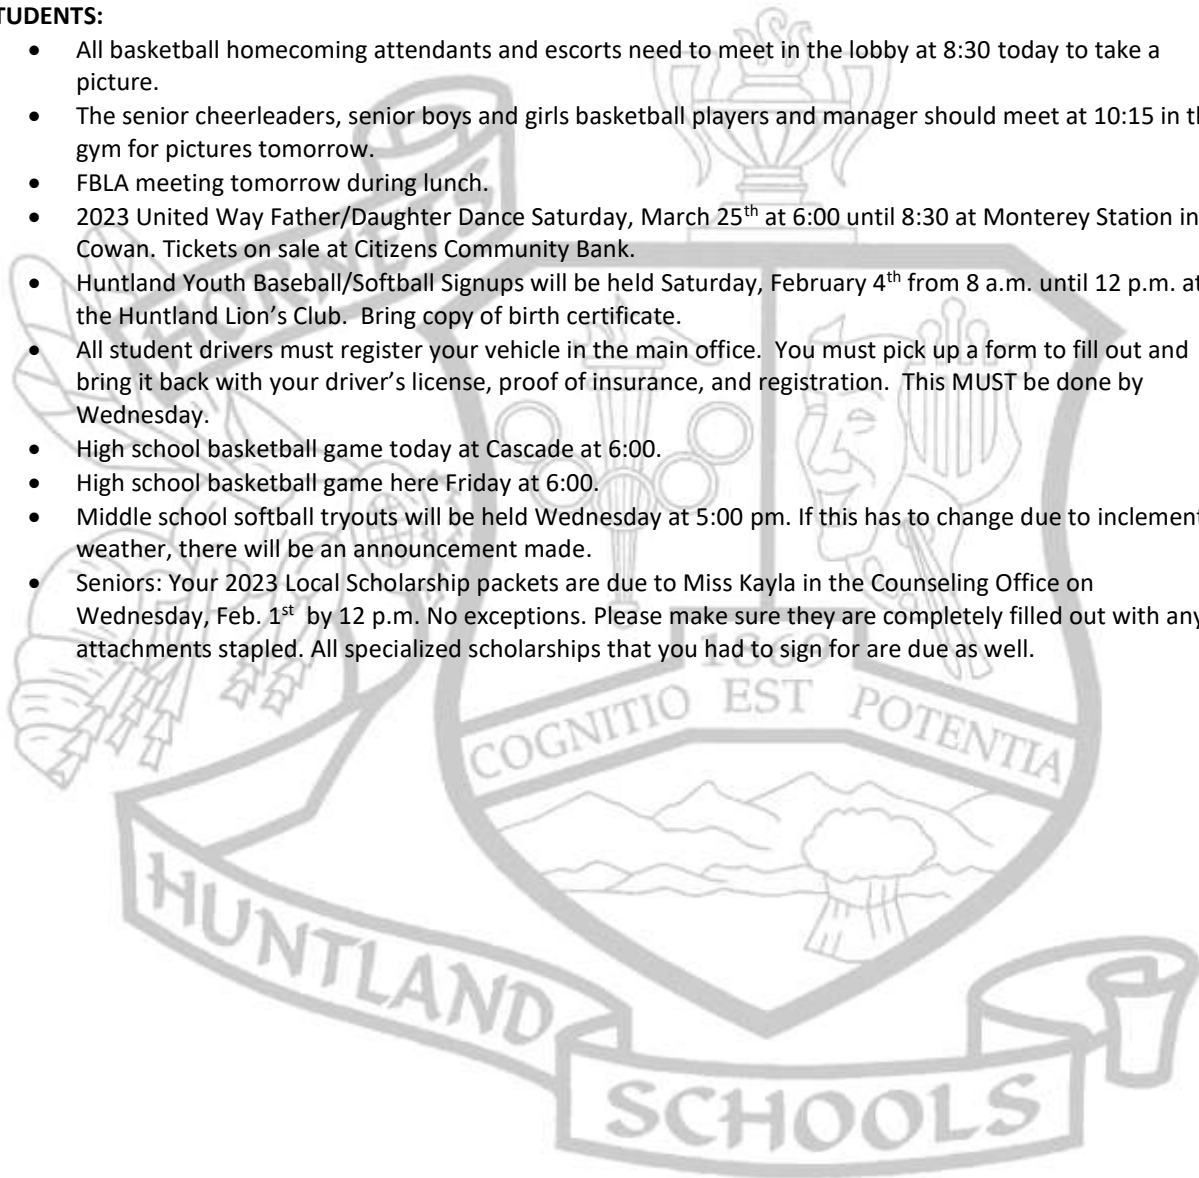 TUDENTS:
• All basketball homecoming attendants and escorts need to meet in the lobby at 8:30 today to take a
picture.
• The senior cheerleaders, senior boys and girls basketball players and manager should meet at 10:15 in th
gym for pictures tomorrow.
• FBLA meeting tomorrow during lunch.
• 2023 United Way Father/Daughter Dance Saturday, March 25th at 6:00 until 8:30 at Monterey Station in
Cowan. Tickets on sale at Citizens Community Bank.
• Huntland Youth Baseball/Softball Signups will be held Saturday, February 4th from 8 a.m. until 12 p.m. at
the Huntland Lion’s Club.  Bring copy of birth certificate.
• All student drivers must register your vehicle in the main office.  You must pick up a form to fill out and
bring it back with your driver’s license, proof of insurance, and registration.  This MUST be done by
Wednesday.
• High school basketball game today at Cascade at 6:00.
• High school basketball game here Friday at 6:00.
• Middle school softball tryouts will be held Wednesday at 5:00 pm. If this has to change due to inclement
weather, there will be an announcement made.
• Seniors: Your 2023 Local Scholarship packets are due to Miss Kayla in the Counseling Office on
Wednesday, Feb. 1st  by 12 p.m. No exceptions. Please make sure they are completely filled out with any
attachments stapled. All specialized scholarships that you had to sign for are due as well.
HORNETS
COGNITIO EST POTENTIA
HUNTLAND
SCHOOLS